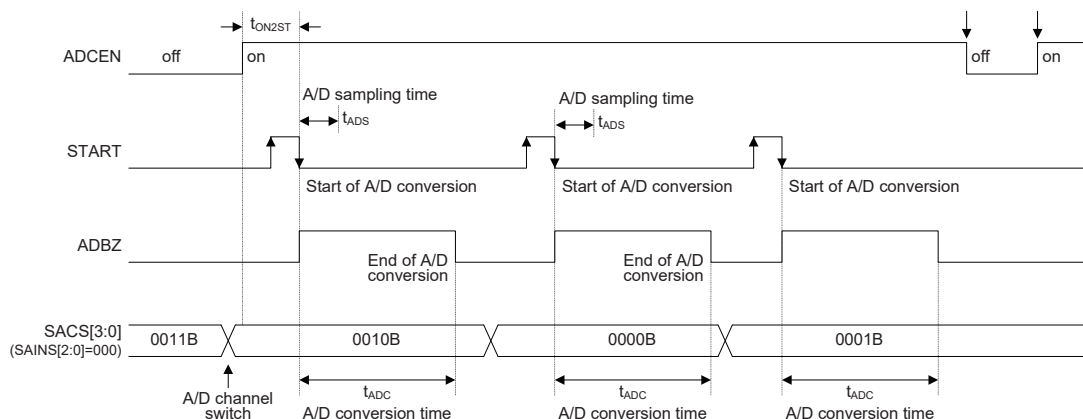 tON2ST
ADCEN
off
on
off
on
A/D sampling time
A/D sampling time
tADS
tADS
START
Start of A/D conversion
Start of A/D conversion
Start of A/D conversion
ADBZ
End of A/D
conversion
End of A/D
conversion
SACS[3:0]
(SAINS[2:0]=000)
0011B
0010B
0000B
0001B
A/D channel
switch
tADC
A/D conversion time
tADC
A/D conversion time
tADC
A/D conversion time